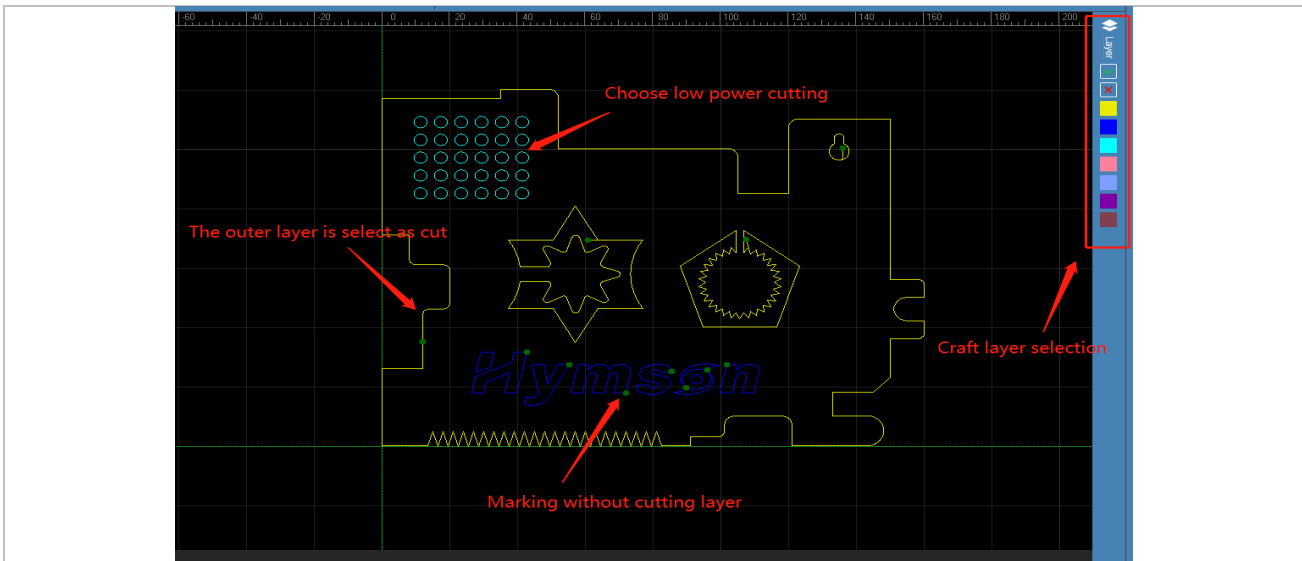 -60 -40 -20 0 20 40 60 80 100 120 140 160 180 200
Layer
Choose low power cutting
The outer layer is select as cut
Craft layer selection
Hymson
Marking without cutting layer